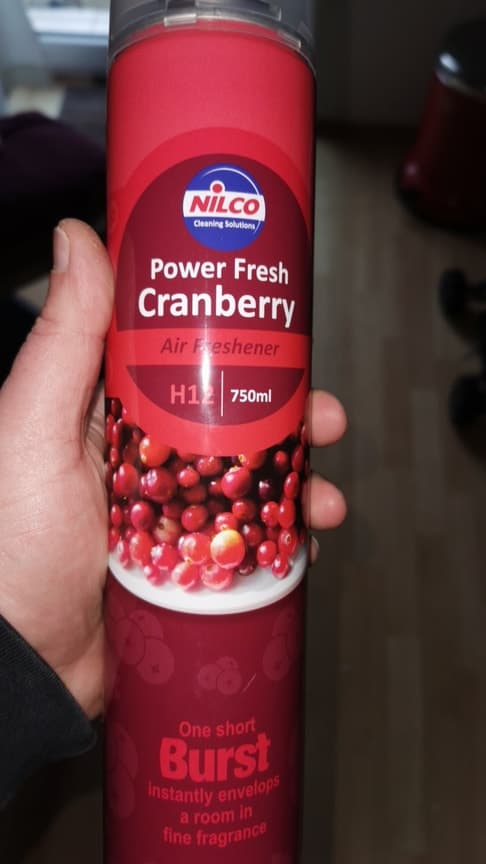 NILCO
Cleaning Solutions
Power Fresh
Cranberry
Air Freshener
H12 750ml
One short
Burst
instantly envelops
a room in
fine fragrance